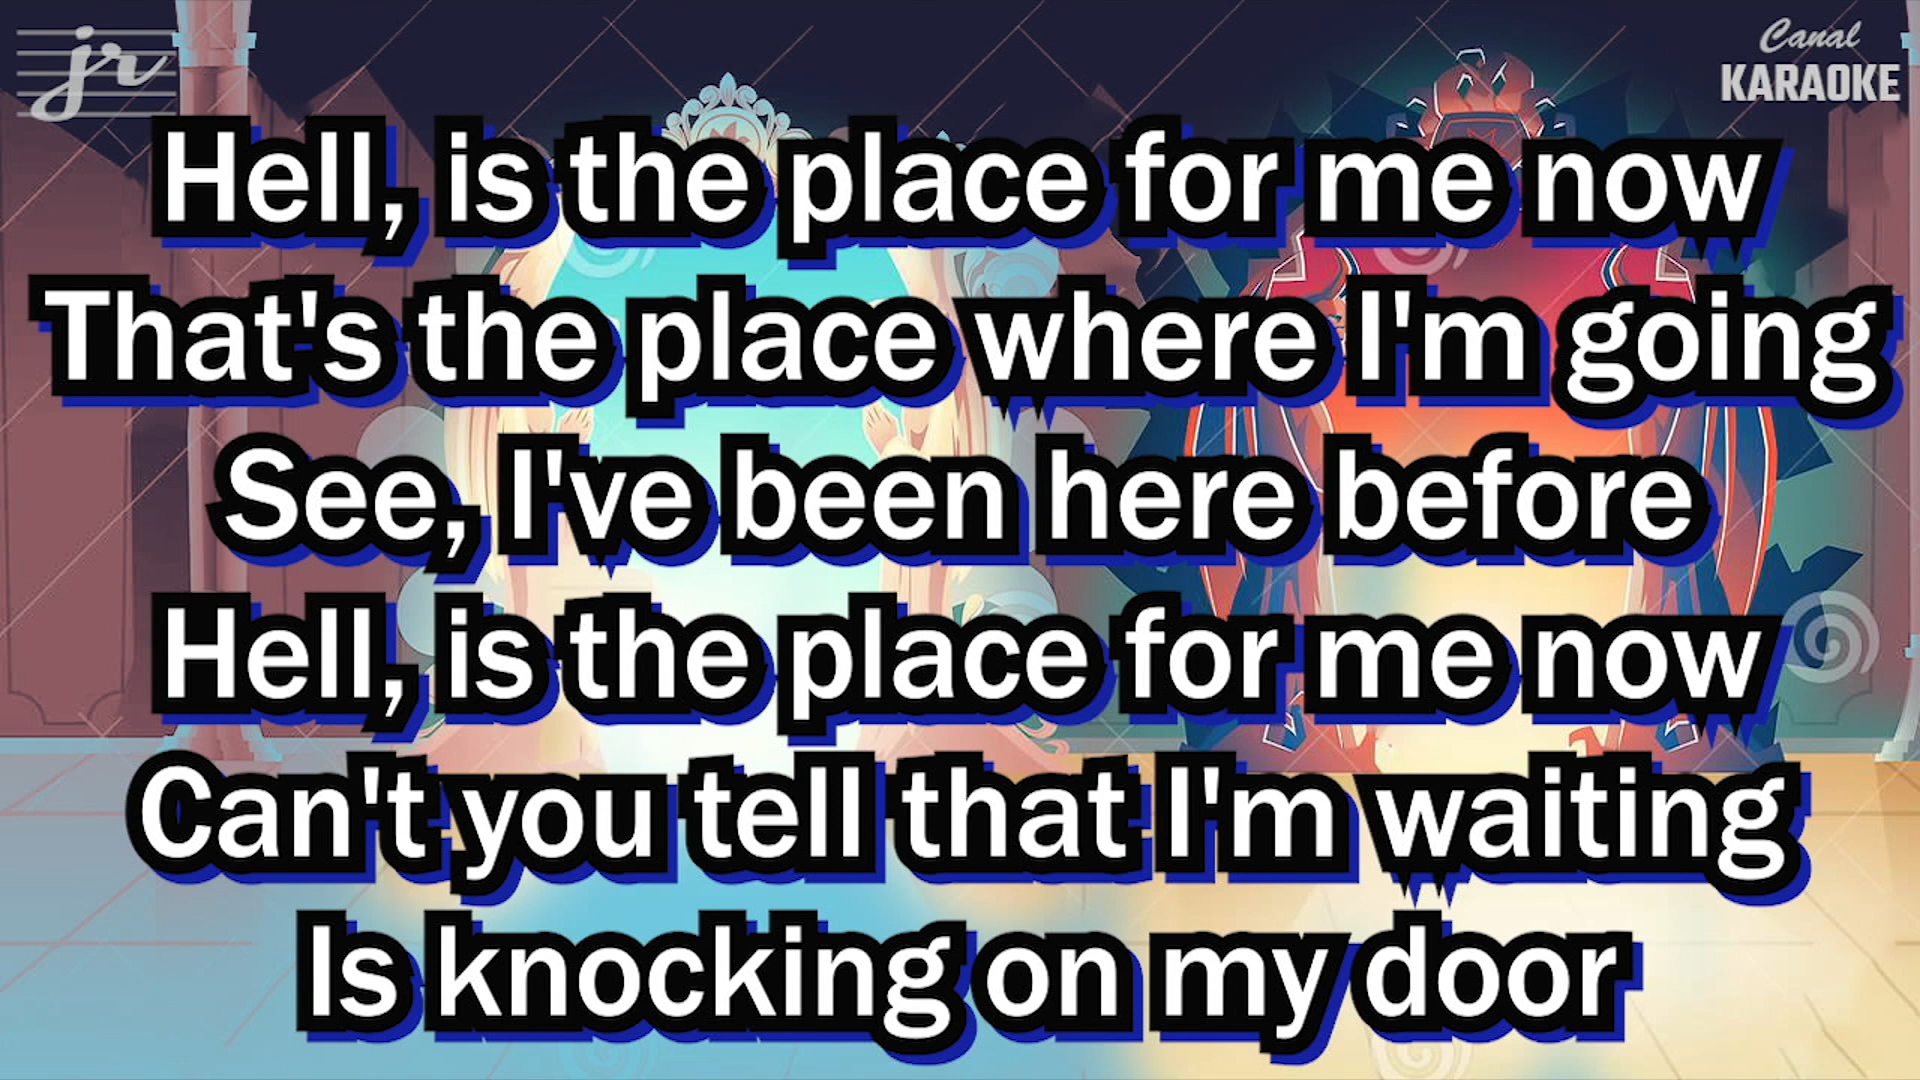 jr
Canal
KARAOKE
Hell, is the place for me now
That's the place where I'm going
See, I've been here before
Hell, is the place for me now
Can't you tell that I'm waiting
Is knocking on my door